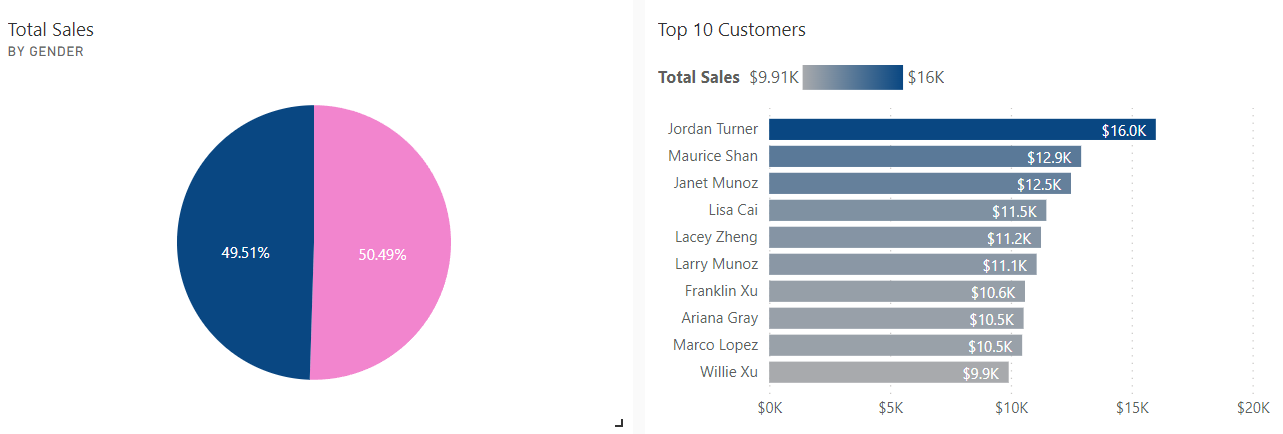 Total Sales
BY GENDER
49.51%
50.49%
Top 10 Customers
Total Sales $9.91K $16K
Jordan Turner $16.0K
Maurice Shan $12.9K
Janet Munoz $12.5K
Lisa Cai $11.5K
Lacey Zheng $11.2K
Larry Munoz $11.1K
Franklin Xu $10.6K
Ariana Gray $10.5K
Marco Lopez $10.5K
Willie Xu $9.9K
$0K $5K $10K $15K $20K